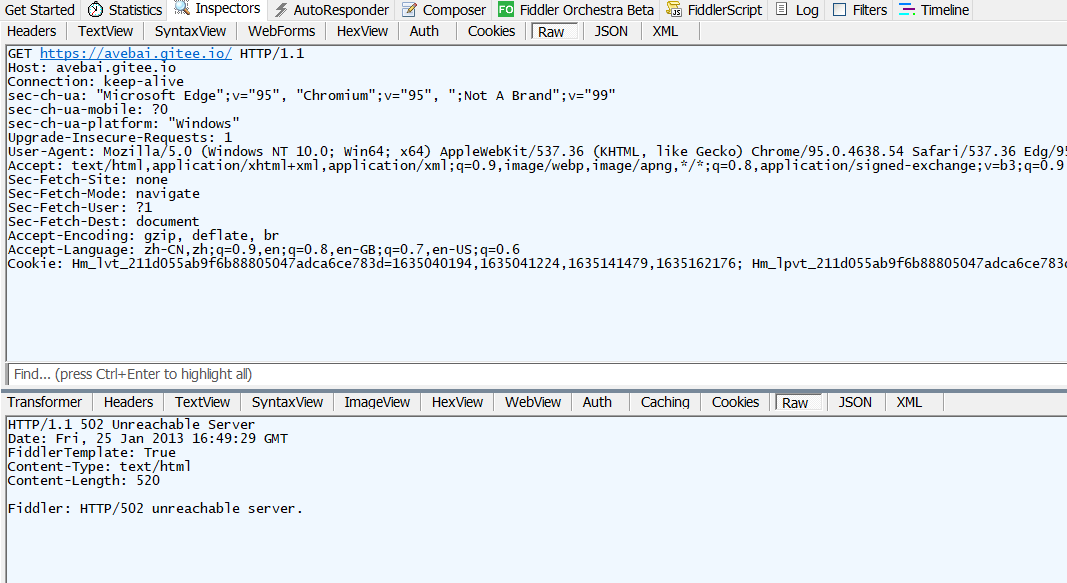 Get Started Statistics Inspectors AutoResponder Composer FO Fiddler Orchestra Beta FiddlerScript Log Filters Timeline
Headers TextView SyntaxView WebForms HexView Auth Cookies Raw JSON XML
GET https://avebai.gitee.io/ HTTP/1.1
Host: avebai.gitee.io
Connection: keep-alive
sec-ch-ua: "Microsoft Edge";v="95", "Chromium";v="95", ";Not A Brand";v="99"
sec-ch-ua-mobile: ?0
sec-ch-ua-platform: "Windows"
Upgrade-Insecure-Requests: 1
User-Agent: Mozilla/5.0 (Windows NT 10.0; Win64; x64) AppleWebKit/537.36 (KHTML, like Gecko) Chrome/95.0.4638.54 Safari/537.36 Edg/95
Accept: text/html,application/xhtml+xml,application/xml;q=0.9,image/webp,image/apng,*/*;q=0.8,application/signed-exchange;v=b3;q=0.9
Sec-Fetch-Site: none
Sec-Fetch-Mode: navigate
Sec-Fetch-User: ?1
Sec-Fetch-Dest: document
Accept-Encoding: gzip, deflate, br
Accept-Language: zh-CN,zh;q=0.9,en;q=0.8,en-GB;q=0.7,en-US;q=0.6
Cookie: Hm_lvt_211d055ab9f6b88805047adca6ce783d=1635040194,1635041224,1635141479,1635162176; Hm_lpvt_211d055ab9f6b88805047adca6ce783d
Find... (press Ctrl+Enter to highlight all)
Transformer Headers TextView SyntaxView ImageView HexView WebView Auth Caching Cookies Raw JSON XML
HTTP/1.1 502 Unreachable Server
Date: Fri, 25 Jan 2013 16:49:29 GMT
FiddlerTemplate: True
Content-Type: text/html
Content-Length: 520
Fiddler: HTTP/502 unreachable server.